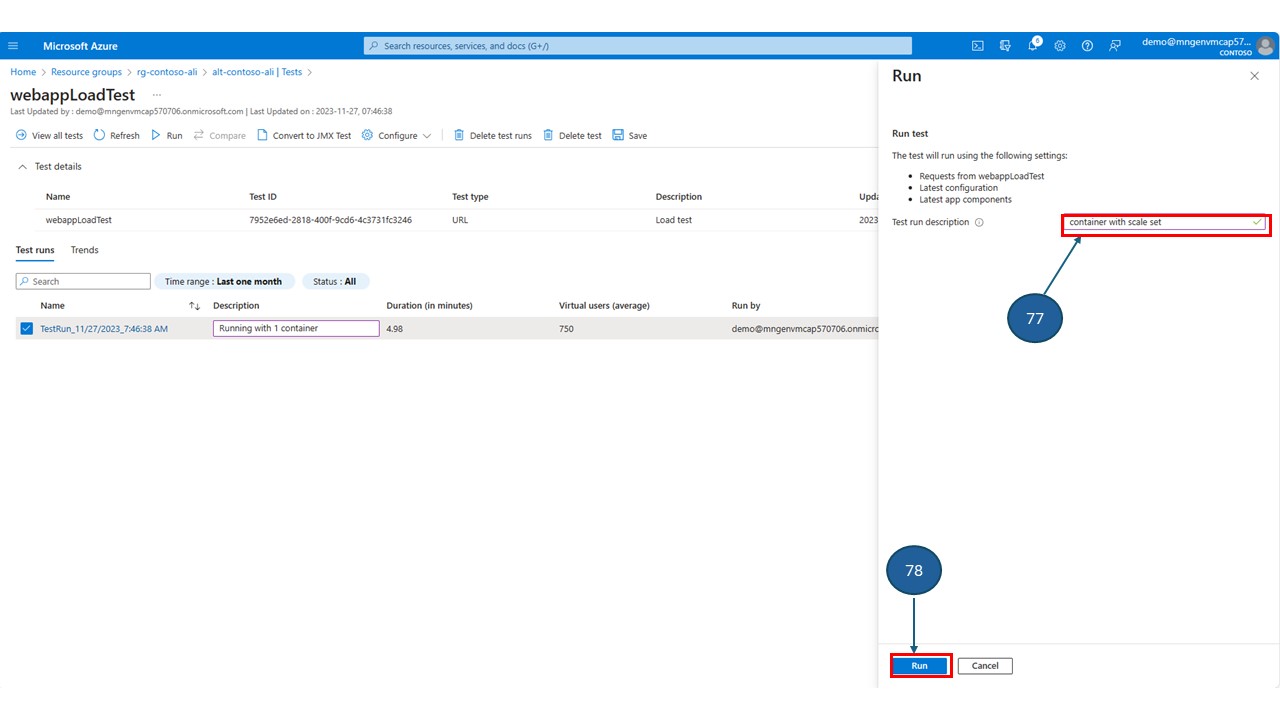 Microsoft Azure
Search resources, services, and docs (G+/)
6
demo@mngenvmcap57...
CONTOSO
Home > Resource groups > rg-contoso-ali > alt-contoso-ali | Tests >
webappLoadTest ...
Last Updated by : demo@mngenvmcap570706.onmicrosoft.com | Last Updated on : 2023-11-27, 07:46:38
View all tests Refresh Run Compare Convert to JMX Test Configure Delete test runs Delete test Save
Test details
Name Test ID Test type Description Upda
webappLoadTest 7952e6ed-2818-400f-9cd6-4c3731fc3246 URL Load test 2023
Test runs Trends
Search Time range : Last one month Status : All
Name Description Duration (in minutes) Virtual users (average) Run by
TestRun_11/27/2023_7:46:38 AM Running with 1 container 4.98 750 demo@mngenvmcap570706.onmicro
Run
Run test
The test will run using the following settings:
• Requests from webappLoadTest
• Latest configuration
• Latest app components
Test run description container with scale set
77
78
Run Cancel